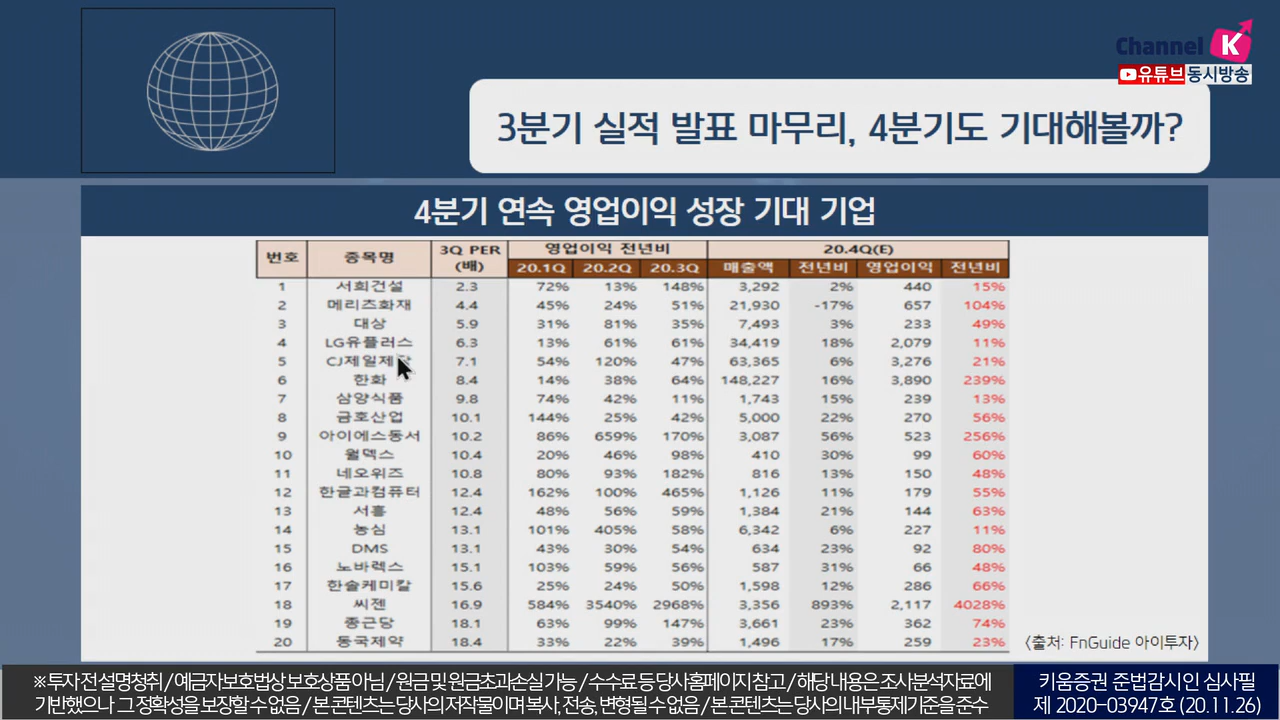 Channel K
유튜브동시방송
3분기 실적 발표 마무리, 4분기도 기대해볼까?
4분기 연속 영업이익 성장 기대 기업
번호 종목명 3Q PER (배) 영업이익 전년비 20.4Q(E)
20.1Q 20.2Q 20.3Q 매출액 전년비 영업이익 전년비
1 서희건설 2.3 72% 13% 148% 3,292 2% 440 15%
2 메리츠화재 4.4 45% 24% 51% 21,930 -17% 657 104%
3 대상 5.9 31% 81% 35% 7,493 3% 233 49%
4 LG유플러스 6.3 13% 61% 61% 34,419 18% 2,079 11%
5 CJ제일제당 7.1 54% 120% 47% 63,365 6% 3,276 21%
6 한화 8.4 14% 38% 64% 148,227 16% 3,890 239%
7 삼양식품 9.8 74% 42% 11% 1,743 15% 239 13%
8 금호산업 10.1 144% 25% 42% 5,000 22% 270 56%
9 아이에스동서 10.2 86% 659% 170% 3,087 56% 523 256%
10 월덱스 10.4 20% 46% 98% 410 30% 99 60%
11 네오위즈 10.8 80% 93% 182% 816 13% 150 48%
12 한글과컴퓨터 12.4 162% 100% 465% 1,126 11% 179 55%
13 서흥 12.4 48% 56% 59% 1,384 21% 144 63%
14 농심 13.1 101% 405% 58% 6,342 6% 227 11%
15 DMS 13.1 43% 30% 54% 634 23% 92 80%
16 노바렉스 15.1 103% 59% 56% 587 31% 66 48%
17 한솔케미칼 15.6 25% 24% 50% 1,598 12% 286 66%
18 씨젠 16.9 584% 3540% 2968% 3,356 893% 2,117 4028%
19 종근당 18.1 63% 99% 147% 3,661 23% 362 74%
20 동국제약 18.4 33% 22% 39% 1,496 17% 259 23%
<출처: FnGuide 아이투자>
※ 투자 전 설명청취 / 예금자보호법상 보호상품 아님 / 원금 및 원금초과손실 가능 / 수수료 등 당사홈페이지 참고 / 해당 내용은 조사분석자료에
기반했으나 그 정확성을 보장할 수 없음 / 본 콘텐츠는 당사의 저작물이며 복사, 전송, 변형될 수 없음 / 본 콘텐츠는 당사의 내부통제기준을 준수
키움증권 준법감시인 심사필
제 2020-03947호 (20.11.26)